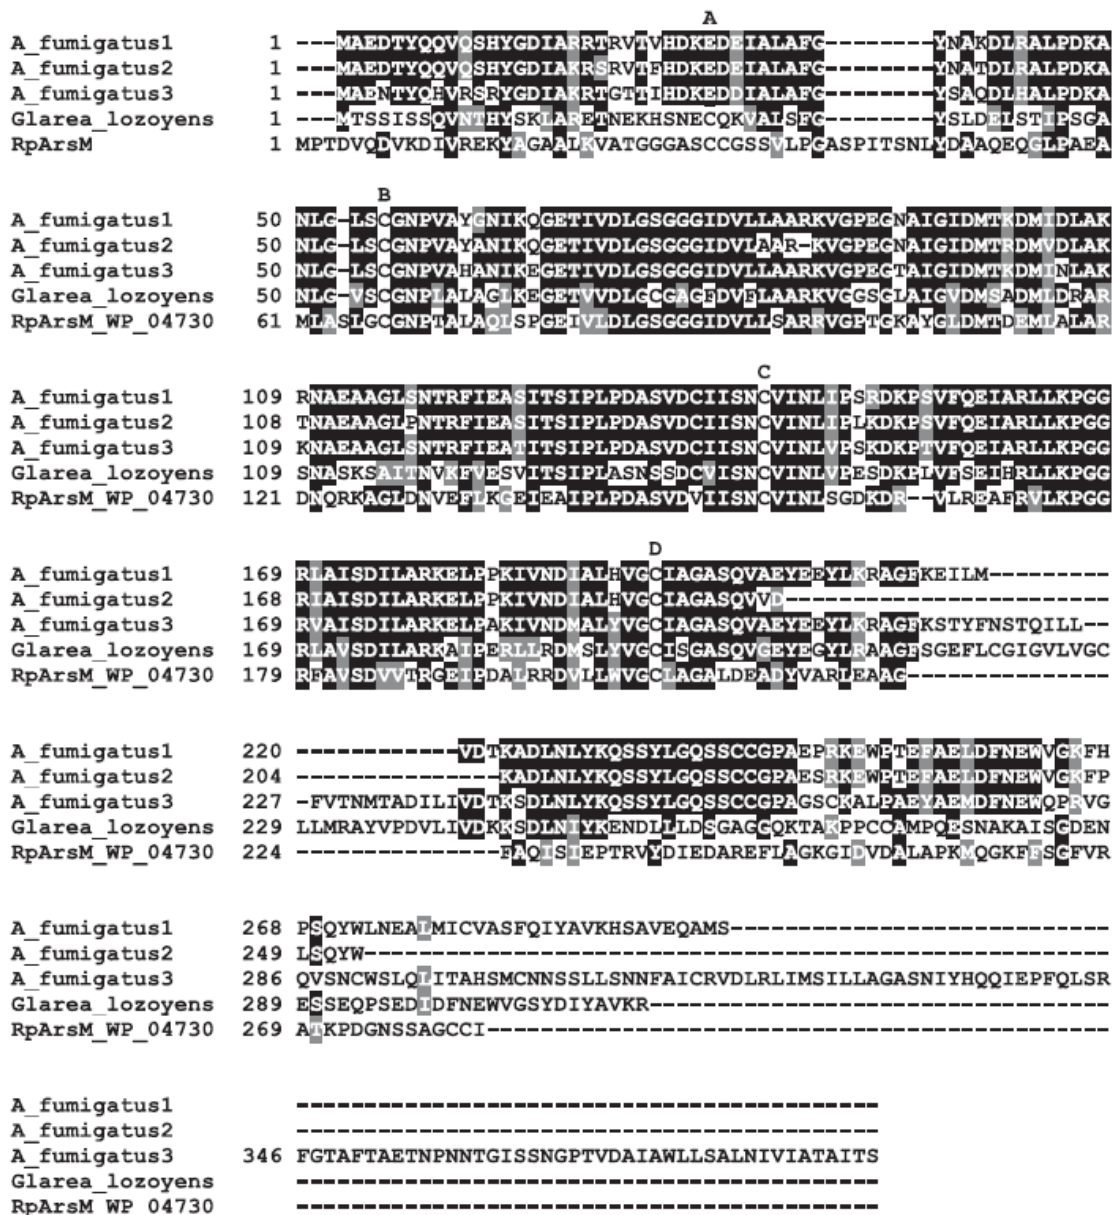 A
A_fumigatus1 1 ---MAEDTYQQVQSHYGDIARRTRVTVHDKEDEIALAFG--------YNAKDLRALPDKA
A_fumigatus2 1 ---MAEDTYQQVQSHYGDIAKRSRVTFHDKEDEIALAFG--------YNATDLRALPDKA
A_fumigatus3 1 ---MAENTYQHVRSRYGDIAKRTGTTIHDKEDDIALAFG--------YSAQDLHALPDKA
Glarea_lozoyens 1 ---MTSSISSQVNTHYSKLARETNEKHSNECQKVALSFG--------YSLDELSTIPSGA
RpArsM 1 MPTDVQDVKDIVREKYAGAALKVATGGGASCCGSSVLPGASPITSNLYDAAQEQGLPAEA
B
A_fumigatus1 50 NLG-LSCGNPVAYGNIKQGETIVDLGSGGGIDVLLAARKVGPEGNAIGIDMTKDMIDLAK
A_fumigatus2 50 NLG-LSCGNPVAYANIKQGETIVDLGSGGGIDVLAAR-KVGPEGNAIGIDMTRDMVDLAK
A_fumigatus3 50 NLG-LSCGNPVAHANIKEGETIVDLGSGGGIDVLLAARKVGPEGTAIGIDMTKDMINLAK
Glarea_lozoyens 50 NLG-VSCGNPLALAGLKEGETVVDLGCGAGFDVFLAARKVGGSGLAIGVDMSADMLDRAR
RpArsM_WP_04730 61 MLASLGCGNPTALAQLSPGEIVLDLGSGGGIDVLLSARRVGPTGKAYGLDMTDEMLALAR
C
A_fumigatus1 109 RNAEAAGLSNTRFIEASITSIPLPDASVDCIISNCVINLIPSRDKPSVFQEIARLLKPGG
A_fumigatus2 108 TNAEAAGLPNTRFIEASITSIPLPDASVDCIISNCVINLIPLKDKPSVFQEIARLLKPGG
A_fumigatus3 109 KNAEAAGLSNTRFIEATITSIPLPDASVDCIISNCVINLVPSKDKPTVFQEIARLLKPGG
Glarea_lozoyens 109 SNASKSAITNVKFVESVITSIPLASNSSDCVISNCVINLVPESDKPLVFSEIHRLLKPGG
RpArsM_WP_04730 121 DNQRKAGLDNVEFLKGEIEAIPLPDASVDVIISNCVINLSGDKDR--VLREAFRVLKPGG
D
A_fumigatus1 169 RLAISDILARKELPPKIVNDIALHVGCIAGASQVAEYEEYLKRAGFKEILM---------
A_fumigatus2 168 RIAISDILARKELPPKIVNDIALHVGCIAGASQVVD------------------------
A_fumigatus3 169 RVAISDILARKELPAKIVNDMALYVGCIAGASQVAEYEEYLKRAGFKSTYFNSTQILL--
Glarea_lozoyens 169 RLAVSDILARKAIPERLLRDMSLYVGCISGASQVGEYEGYLRAAGFSGEFLCGIGVLVGC
RpArsM_WP_04730 179 RFAVSDVVTRGEIPDALRRDVLLWVGCLAGALDEADYVARLEAAG---------------
A_fumigatus1 220 ------------VDTKADLNLYKQSSYLGQSSCCGPAEPRKEWPTEFAELDFNEWVGKFH
A_fumigatus2 204 ---------------KADLNLYKQSSYLGQSSCCGPAESRKEWPTEFAELDFNEWVGKFP
A_fumigatus3 227 -FVTNMTADILIVDTKSDLNLYKQSSYLGQSSCCGPAGSCKALPAEYAEMDFNEWQPRVG
Glarea_lozoyens 229 LLMRAYVPDVLIVDKKSDLNIYKENDLLLDSGAGGQKTAKPPCCAMPQESNAKAISGDEN
RpArsM_WP_04730 224 ---------------FAQISIEPTRVYDIEDAREFLAGKGIDVDALAPKMQGKFFSGFVR
A_fumigatus1 268 PSQYWLNEALMICVASFQIYAVKHSAVEQAMS----------------------------
A_fumigatus2 249 LSQYW-------------------------------------------------------
A_fumigatus3 286 QVSNCWSLQLITAHSMCNNSSLLSNNFAICRVDLRLIMSILLAGASNIYHQQIEPFQLSR
Glarea_lozoyens 289 ESSEQPSEDIDFNEWVGSYDIYAVKR----------------------------------
RpArsM_WP_04730 269 ATKPDGNSSAGCCI----------------------------------------------
A_fumigatus1 -------------------------------------------
A_fumigatus2 -------------------------------------------
A_fumigatus3 346 FGTAFTAETNPNNTGISSNGPTVDAIAWLLSALNIVIATAITS
Glarea_lozoyens -------------------------------------------
RpArsM_WP_04730 -------------------------------------------